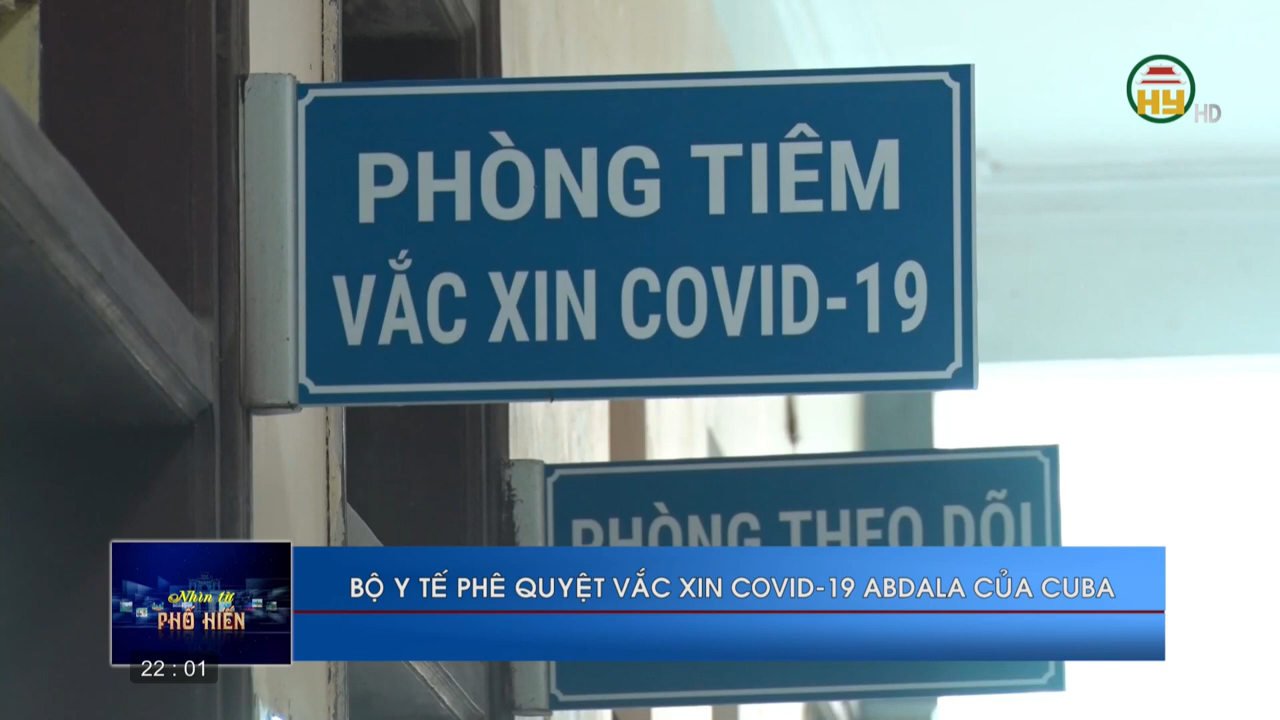 HY HD
PHÒNG TIÊM
VẮC XIN COVID-19
PHÒNG THEO DÕI
BỘ Y TẾ PHÊ QUYỆT VẮC XIN COVID-19 ABDALA CỦA CUBA
Nhìn từ
PHỐ HIẾN
22 : 01